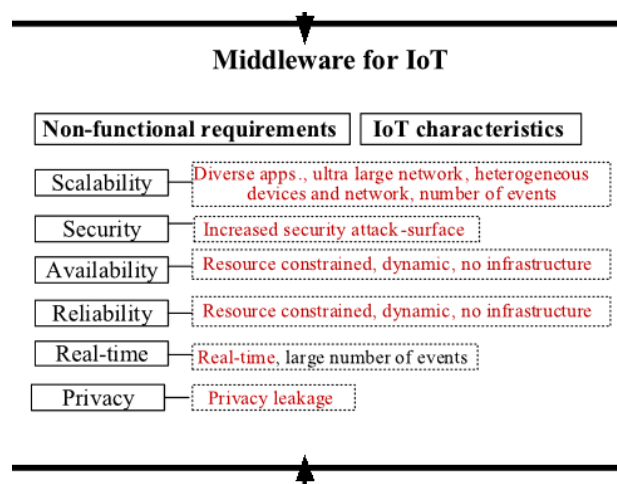 Middleware for IoT
Non-functional requirements
IoT characteristics
Scalability
Diverse apps., ultra large network, heterogeneous
devices and network, number of events
Security
Increased security attack-surface
Availability
Resource constrained, dynamic, no infrastructure
Reliability
Resource constrained, dynamic, no infrastructure
Real-time
Real-time, large number of events
Privacy
Privacy leakage